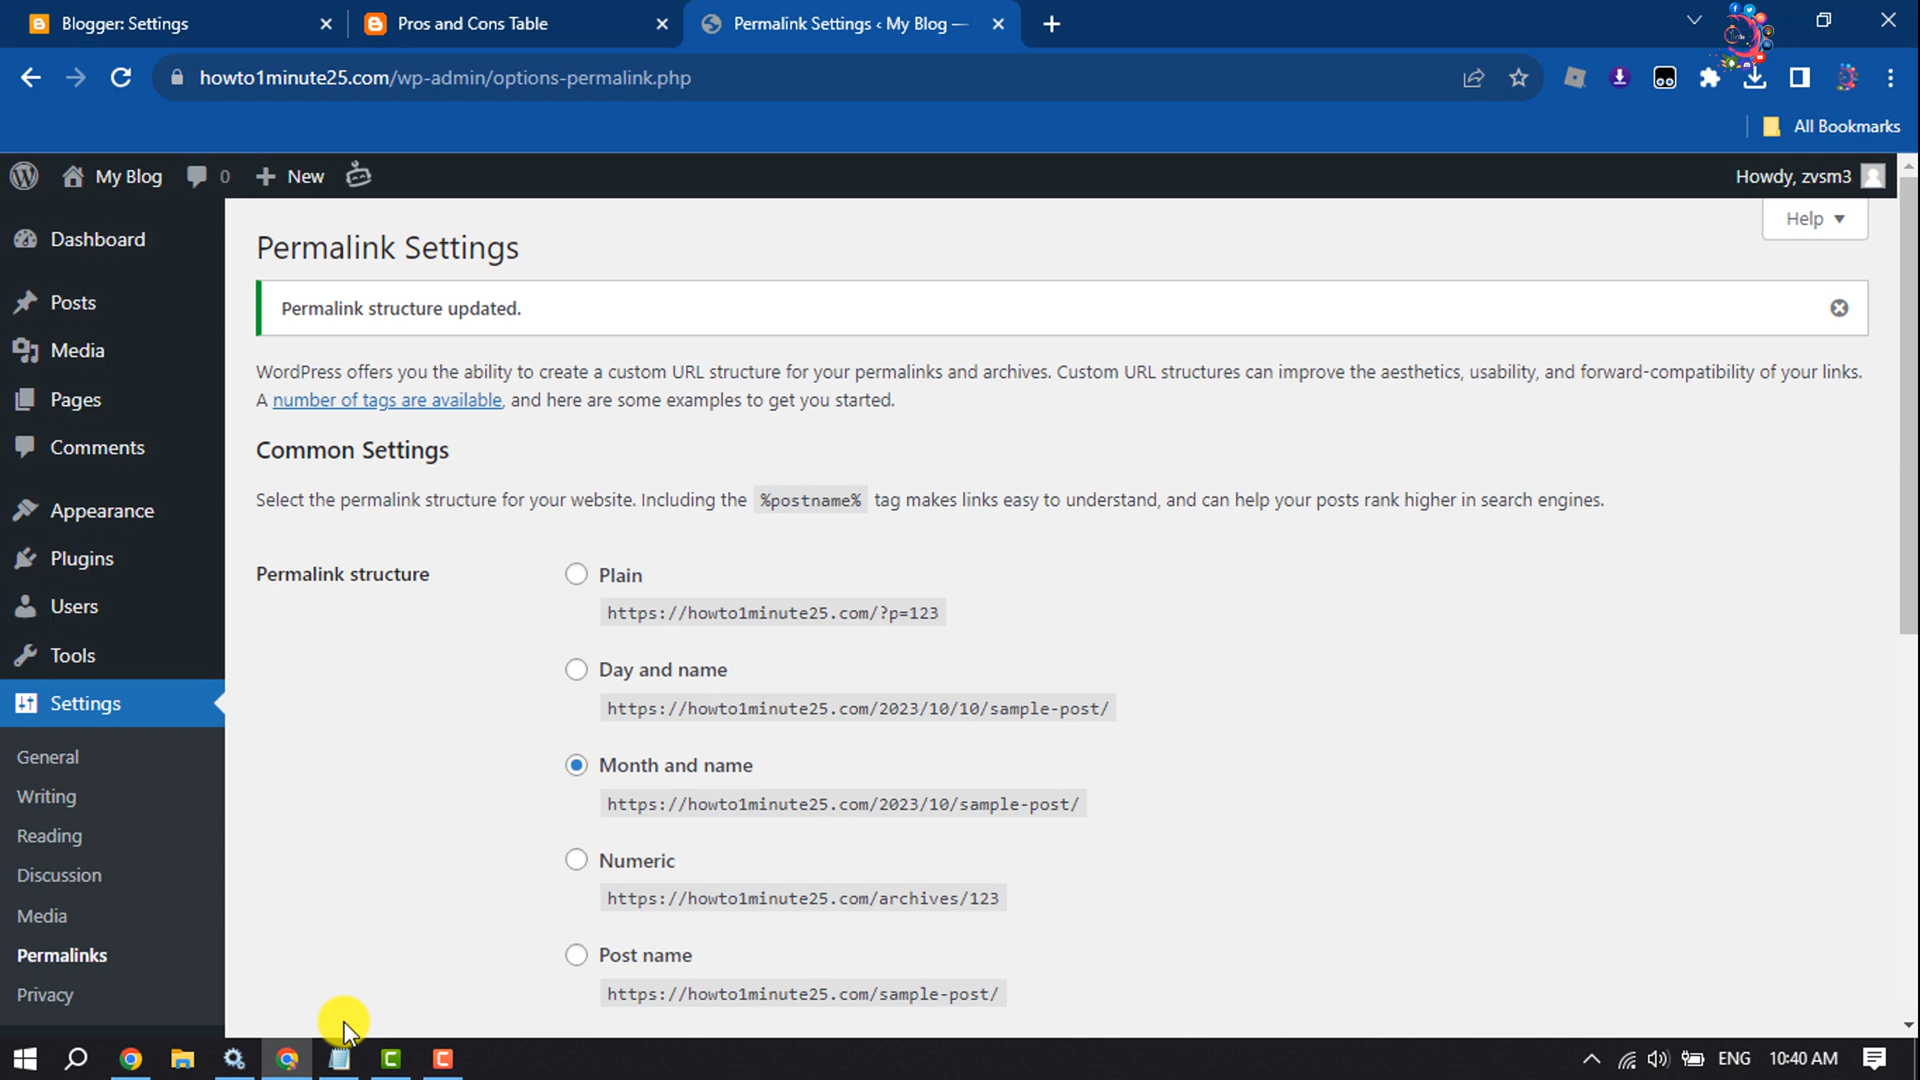 Blogger: Settings
Pros and Cons Table
Permalink Settings ‹ My Blog —
howto1minute25.com/wp-admin/options-permalink.php
All Bookmarks
My Blog
0
New
Howdy, zvsm3
Help
Dashboard
Posts
Media
Pages
Comments
Appearance
Plugins
Users
Tools
Settings
General
Writing
Reading
Discussion
Media
Permalinks
Privacy
Permalink Settings
Permalink structure updated.
WordPress offers you the ability to create a custom URL structure for your permalinks and archives. Custom URL structures can improve the aesthetics, usability, and forward-compatibility of your links.
A number of tags are available, and here are some examples to get you started.
Common Settings
Select the permalink structure for your website. Including the %postname% tag makes links easy to understand, and can help your posts rank higher in search engines.
Permalink structure
Plain
https://howto1minute25.com/?p=123
Day and name
https://howto1minute25.com/2023/10/10/sample-post/
Month and name
https://howto1minute25.com/2023/10/sample-post/
Numeric
https://howto1minute25.com/archives/123
Post name
https://howto1minute25.com/sample-post/
ENG
10:40 AM